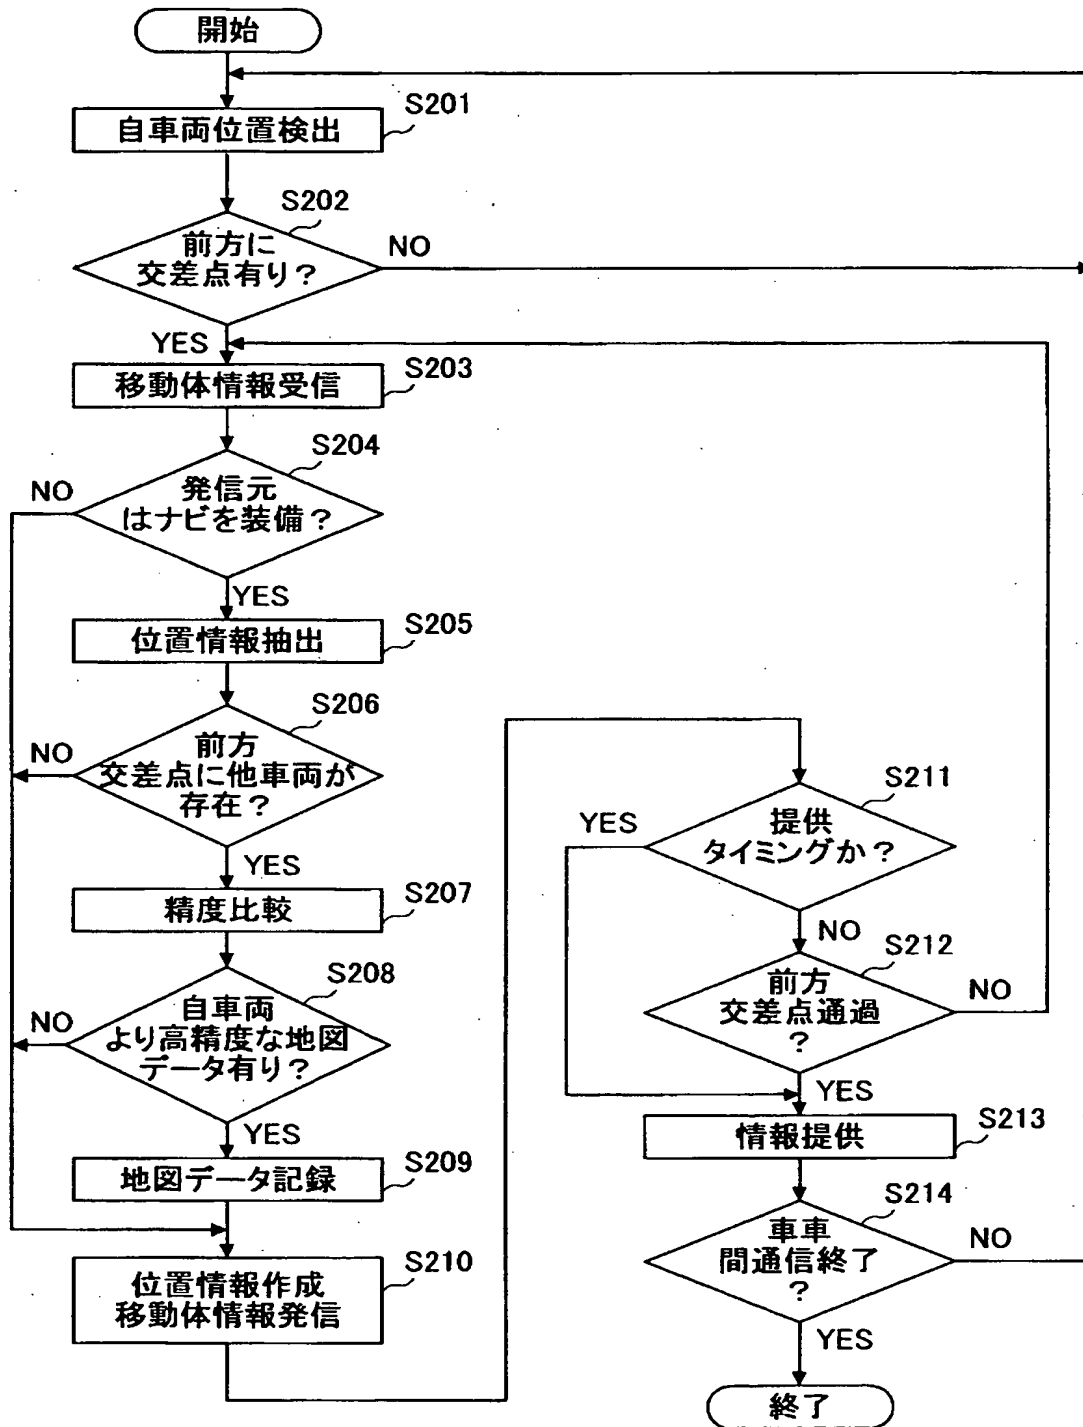 開始
S201
自車両位置検出
S202
前方に
交差点有り?
NO
YES
S203
移動体情報受信
S204
発信元
はナビを装備?
NO
YES
S205
位置情報抽出
S206
前方
交差点に他車両が
存在?
NO
YES
S207
精度比較
S208
自車両
より高精度な地図
データ有り?
NO
YES
S209
地図データ記録
S210
位置情報作成
移動体情報発信
S211
提供
タイミングか?
YES
NO
S212
前方
交差点通過
?
NO
YES
S213
情報提供
S214
車車
間通信終了
?
NO
YES
終了